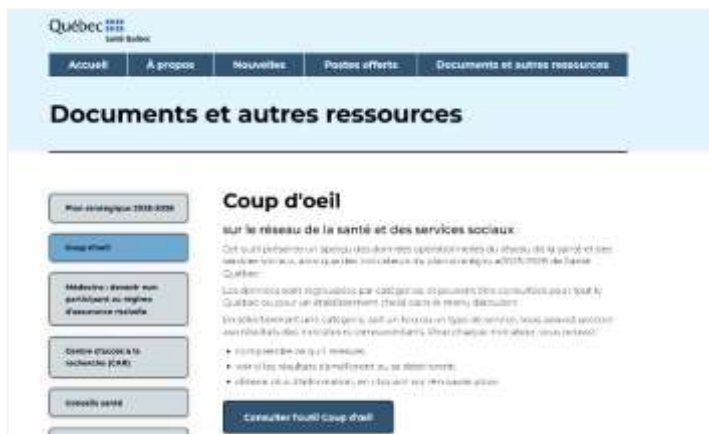 Québec
Santé Québec
Accueil
À propos
Nouvelles
Postes offerts
Documents et autres ressources
Documents et autres ressources
Plan stratégique 2025-2028
Coup d'oeil
Médecins : devenir non
participant au régime
d'assurance maladie
Centre d'accès à la
recherche (CAR)
Conseils santé
Coup d'oeil
sur le réseau de la santé et des services sociaux
Cet outil présente un aperçu des données opérationnelles du réseau de la santé et des
services sociaux, ainsi que des indicateurs du plan stratégique 2025-2028 de Santé
Québec.
Les données sont regroupées par catégories, et peuvent être consultées pour tout le
Québec ou pour un établissement choisi dans le menu déroulant.
En sélectionnant une catégorie, soit un lieu ou un type de service, vous pouvez accéder
aux résultats des indicateurs correspondants. Pour chaque indicateur, vous pouvez :
comprendre ce qu'il mesure,
voir si les résultats s'améliorent ou se détériorent,
obtenir plus d'information, en cliquant sur « En savoir plus ».
Consulter l'outil Coup d'oeil